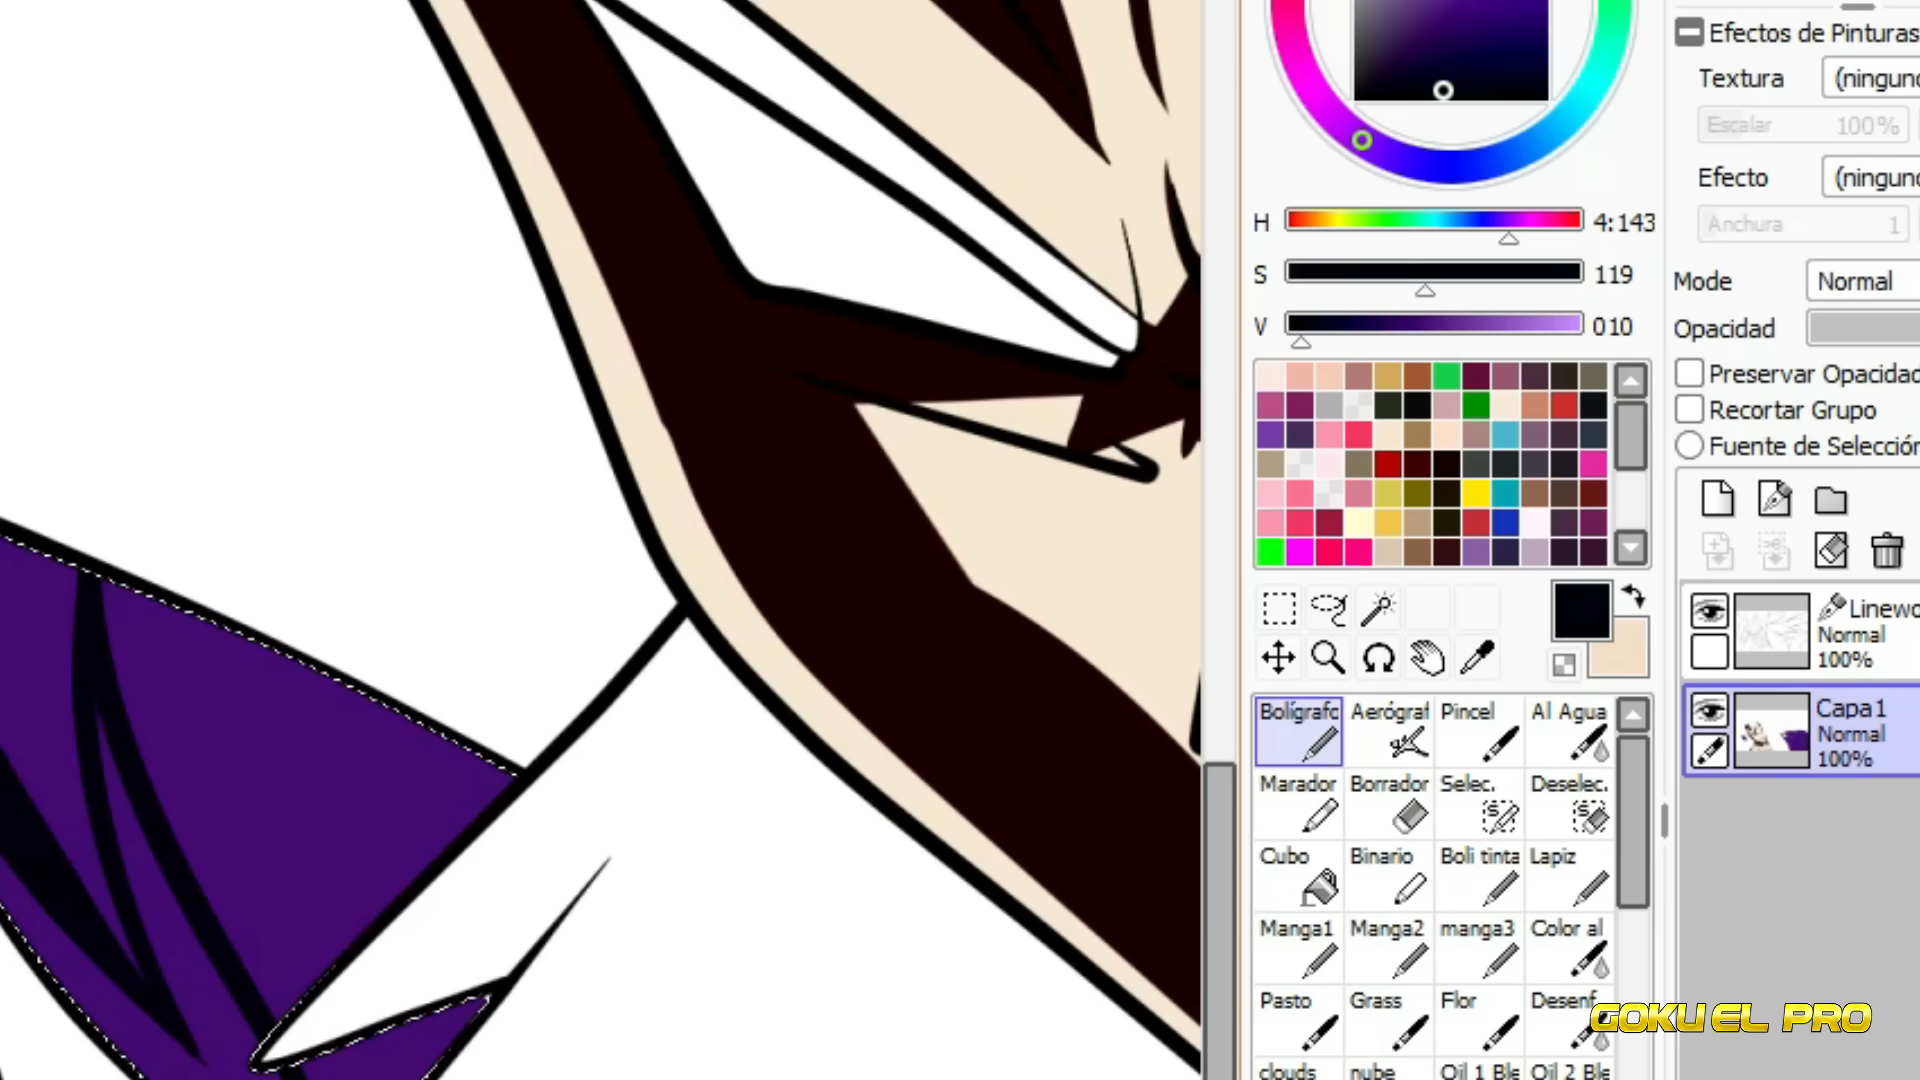 Efectos de Pinturas
Textura (ninguno
Escalar 100%
Efecto (ninguno
Anchura 1
H 4:143
S 119
V 010
Mode Normal
Opacidad
Preservar Opacidad
Recortar Grupo
Fuente de Selección
Linewo
Normal
100%
Capa1
Normal
100%
Bolígrafo Aerógraf Pincel Al Agua
Marador Borrador Selec. Deselec.
Cubo Binario Boli tinta Lapiz
Manga1 Manga2 manga3 Color al
Pasto Grass Flor Desenf
clouds nube Oil 1 Ble Oil 2 Ble
GOKU EL PRO